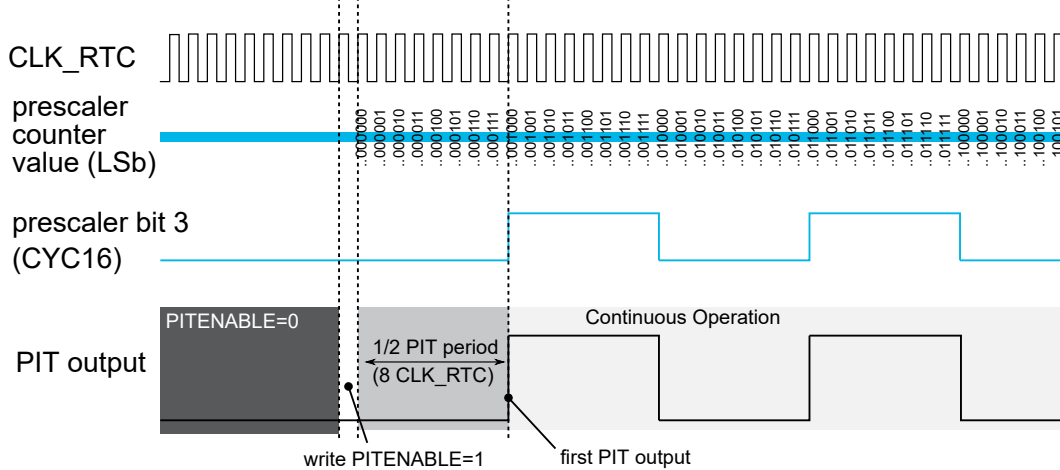 CLK_RTC
prescaler
counter
value (LSb)
..000000
..000001
..000010
..000011
..000100
..000101
..000110
..000111
..001000
..001001
..001010
..001011
..001100
..001101
..001110
..001111
..010000
..010001
..010010
..010011
..010100
..010101
..010110
..010111
..011000
..011001
..011010
..011011
..011100
..011101
..011110
..011111
..100000
..100001
..100010
..100011
..100100
..100101
prescaler bit 3
(CYC16)
PITENABLE=0
Continuous Operation
PIT output
1/2 PIT period
(8 CLK_RTC)
write PITENABLE=1
first PIT output